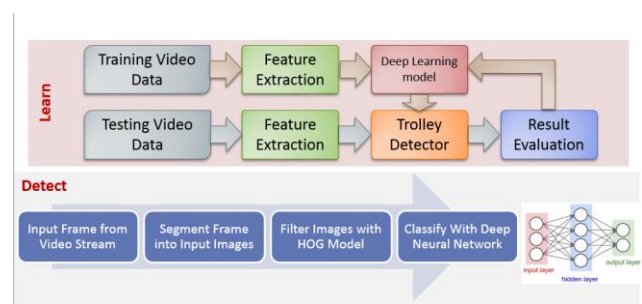 Learn
Training Video
Data
Feature
Extraction
Deep Learning
model
Testing Video
Data
Feature
Extraction
Trolley
Detector
Result
Evaluation
Detect
Input Frame from
Video Stream
Segment Frame
into Input Images
Filter Images with
HOG Model
Classify With Deep
Neural Network
input layer
hidden layer
output layer